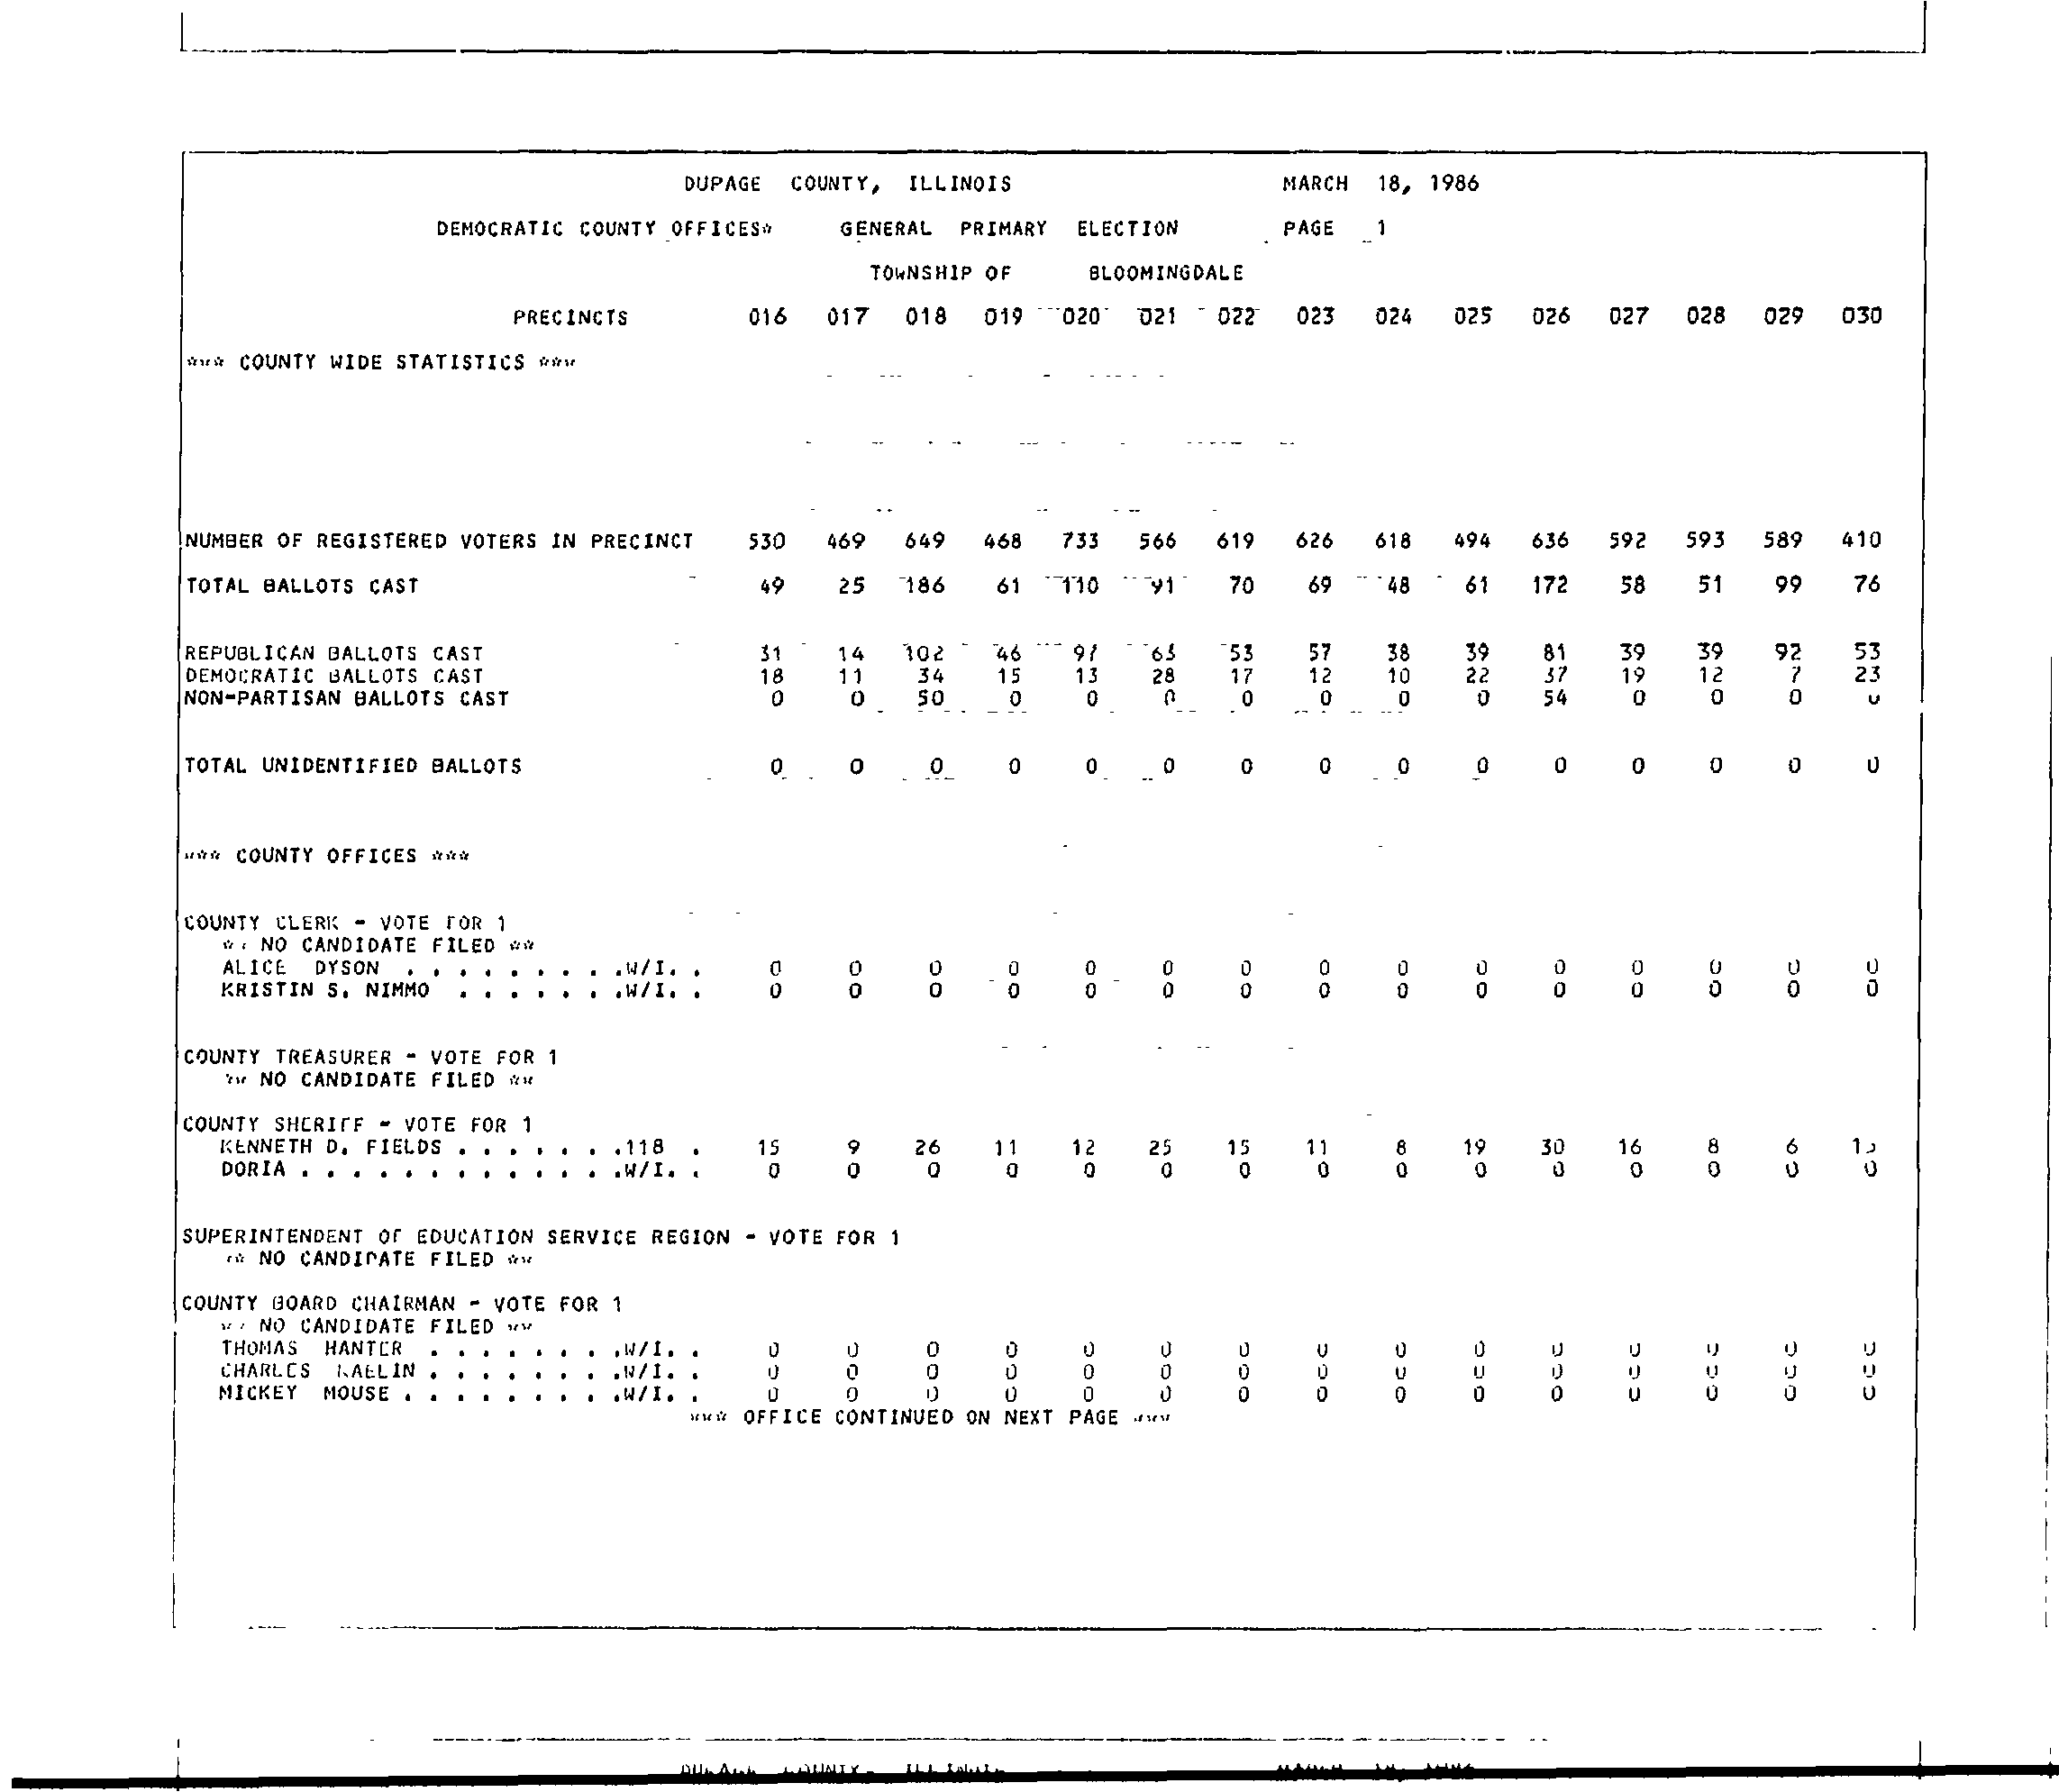 DUPAGE COUNTY, ILLINOIS MARCH 18, 1986
DEMOCRATIC COUNTY OFFICES* GENERAL PRIMARY ELECTION PAGE 1
TOWNSHIP OF BLOOMINGDALE
PRECINCTS 016 017 018 019 020 021 022 023 024 025 026 027 028 029 030
*** COUNTY WIDE STATISTICS ***
NUMBER OF REGISTERED VOTERS IN PRECINCT 530 469 649 468 733 566 619 626 618 494 636 592 593 589 410
TOTAL BALLOTS CAST 49 25 186 61 110 91 70 69 48 61 172 58 51 99 76
REPUBLICAN BALLOTS CAST 31 14 102 46 97 63 53 57 38 39 81 39 39 92 53
DEMOCRATIC BALLOTS CAST 18 11 34 15 13 28 17 12 10 22 37 19 12 7 23
NON-PARTISAN BALLOTS CAST 0 0 50 0 0 0 0 0 0 0 54 0 0 0 0
TOTAL UNIDENTIFIED BALLOTS 0 0 0 0 0 0 0 0 0 0 0 0 0 0 0
*** COUNTY OFFICES ***
COUNTY CLERK - VOTE FOR 1
** NO CANDIDATE FILED **
ALICE DYSON . . . . . . . . .W/I. . 0 0 0 0 0 0 0 0 0 0 0 0 0 0 0
KRISTIN S. NIMMO . . . . . . .W/I. . 0 0 0 0 0 0 0 0 0 0 0 0 0 0 0
COUNTY TREASURER - VOTE FOR 1
** NO CANDIDATE FILED **
COUNTY SHERIFF - VOTE FOR 1
KENNETH D. FIELDS . . . . . . .118 . 15 9 26 11 12 25 15 11 8 19 30 16 8 6
DORIA . . . . . . . . . . . . .W/I. . 0 0 0 0 0 0 0 0 0 0 0 0 0 0 0
SUPERINTENDENT OF EDUCATION SERVICE REGION - VOTE FOR 1
** NO CANDIDATE FILED **
COUNTY BOARD CHAIRMAN - VOTE FOR 1
** NO CANDIDATE FILED **
THOMAS HANTER . . . . . . . .W/I. . 0 0 0 0 0 0 0 0 0 0 0 0 0 0 0
CHARLES . . . . . . . .W/I. . 0 0 0 0 0 0 0 0 0 0 0 0 0 0 0
MICKEY MOUSE . . . . . . . . .W/I. . 0 0 0 0 0 0 0 0 0 0 0 0 0 0 0
*** OFFICE CONTINUED ON NEXT PAGE ***